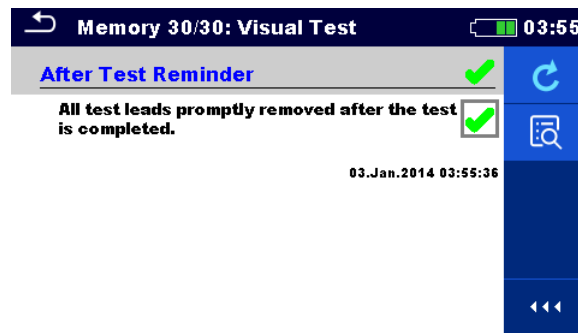 Memory 30/30: Visual Test
03:55
After Test Reminder
All test leads promptly removed after the test
is completed.
03.Jan.2014 03:55:36